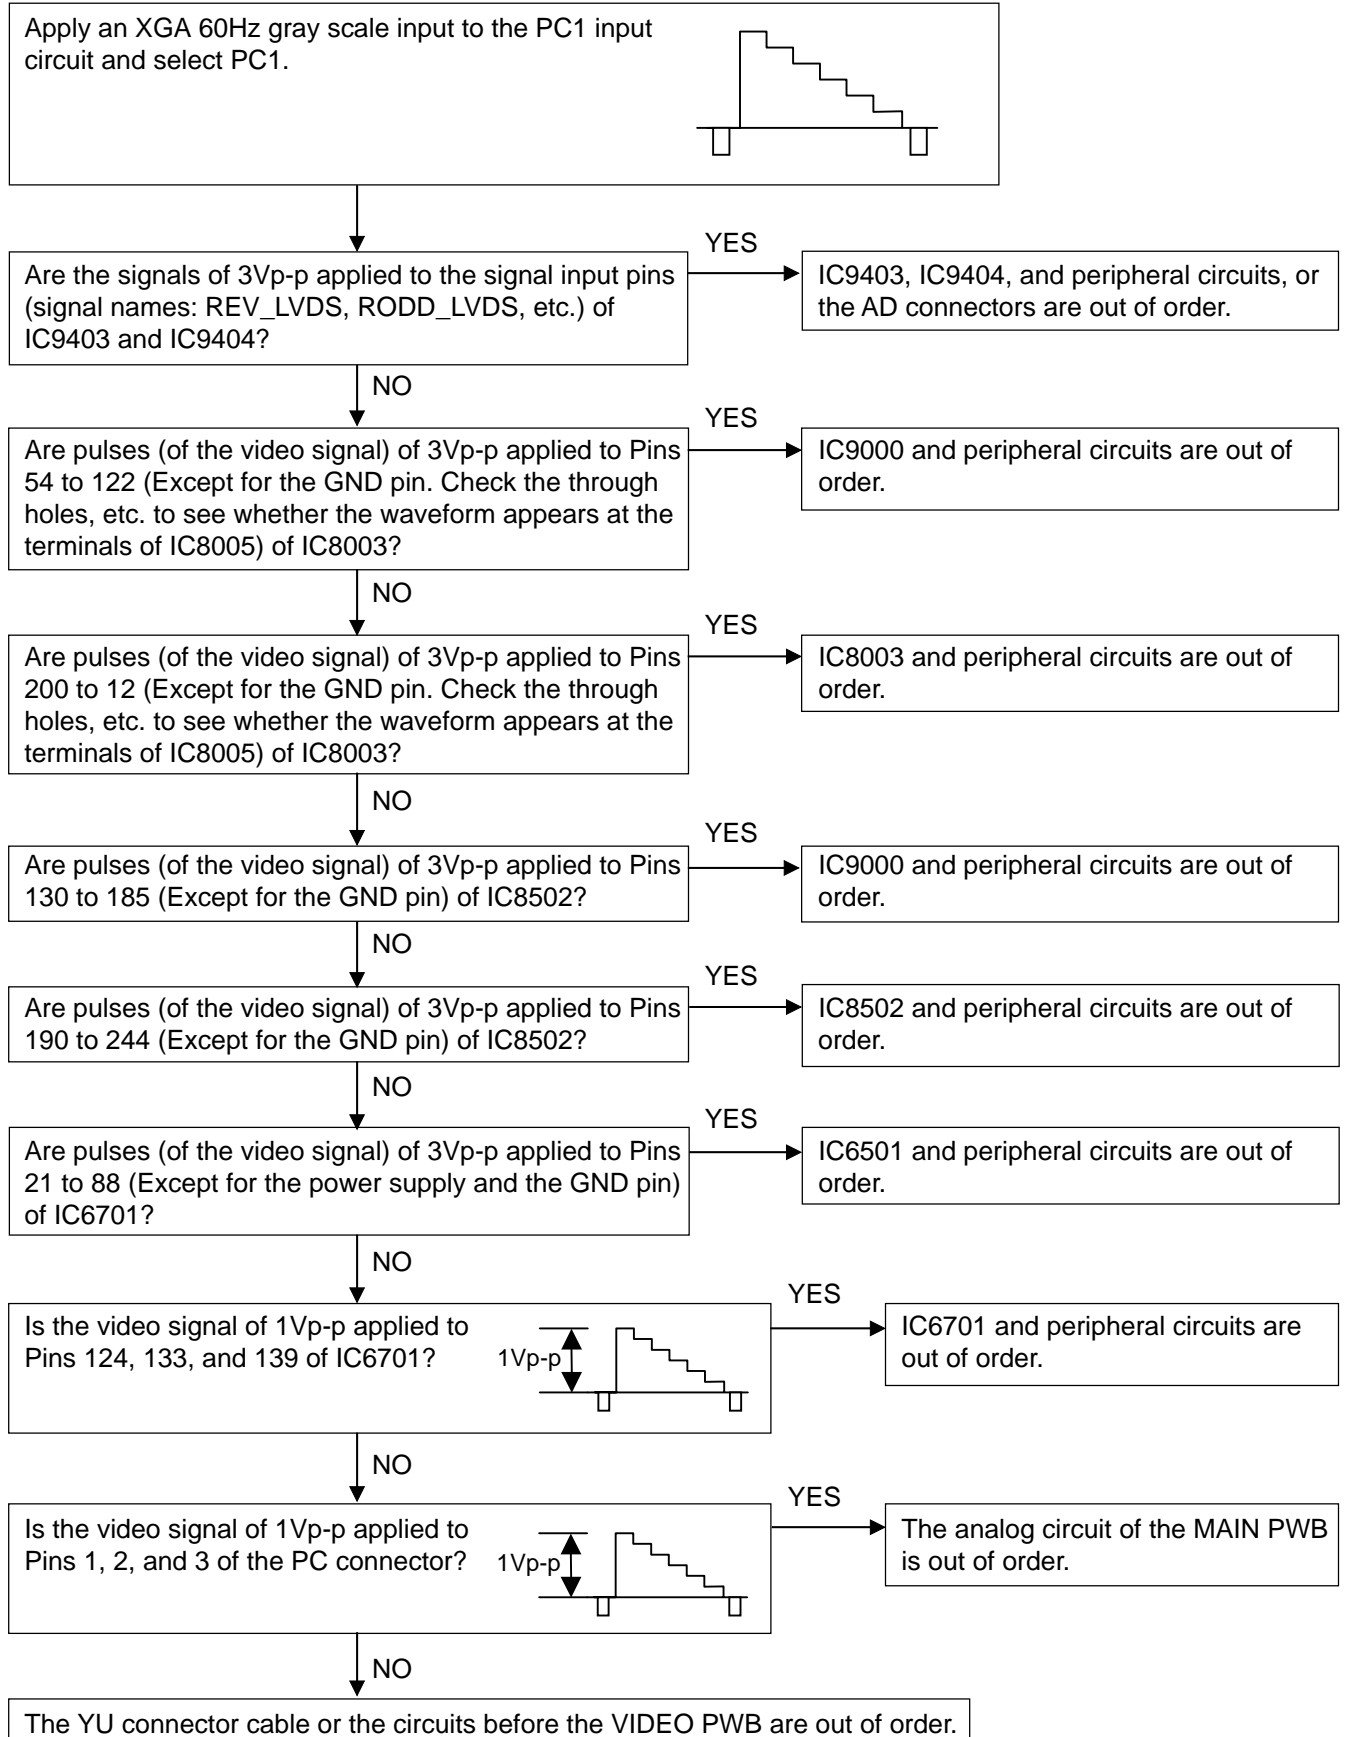 Apply an XGA 60Hz gray scale input to the PC1 input
circuit and select PC1.
YES
Are the signals of 3Vp-p applied to the signal input pins
(signal names: REV_LVDS, RODD_LVDS, etc.) of
IC9403 and IC9404?
IC9403, IC9404, and peripheral circuits, or
the AD connectors are out of order.
NO
YES
Are pulses (of the video signal) of 3Vp-p applied to Pins
54 to 122 (Except for the GND pin. Check the through
holes, etc. to see whether the waveform appears at the
terminals of IC8005) of IC8003?
IC9000 and peripheral circuits are out of
order.
NO
YES
Are pulses (of the video signal) of 3Vp-p applied to Pins
200 to 12 (Except for the GND pin. Check the through
holes, etc. to see whether the waveform appears at the
terminals of IC8005) of IC8003?
IC8003 and peripheral circuits are out of
order.
NO
YES
Are pulses (of the video signal) of 3Vp-p applied to Pins
130 to 185 (Except for the GND pin) of IC8502?
IC9000 and peripheral circuits are out of
order.
NO
YES
Are pulses (of the video signal) of 3Vp-p applied to Pins
190 to 244 (Except for the GND pin) of IC8502?
IC8502 and peripheral circuits are out of
order.
NO
YES
Are pulses (of the video signal) of 3Vp-p applied to Pins
21 to 88 (Except for the power supply and the GND pin)
of IC6701?
IC6501 and peripheral circuits are out of
order.
NO
YES
Is the video signal of 1Vp-p applied to
Pins 124, 133, and 139 of IC6701?
1Vp-p
IC6701 and peripheral circuits are
out of order.
NO
YES
Is the video signal of 1Vp-p applied to
Pins 1, 2, and 3 of the PC connector?
1Vp-p
The analog circuit of the MAIN PWB
is out of order.
NO
The YU connector cable or the circuits before the VIDEO PWB are out of order.